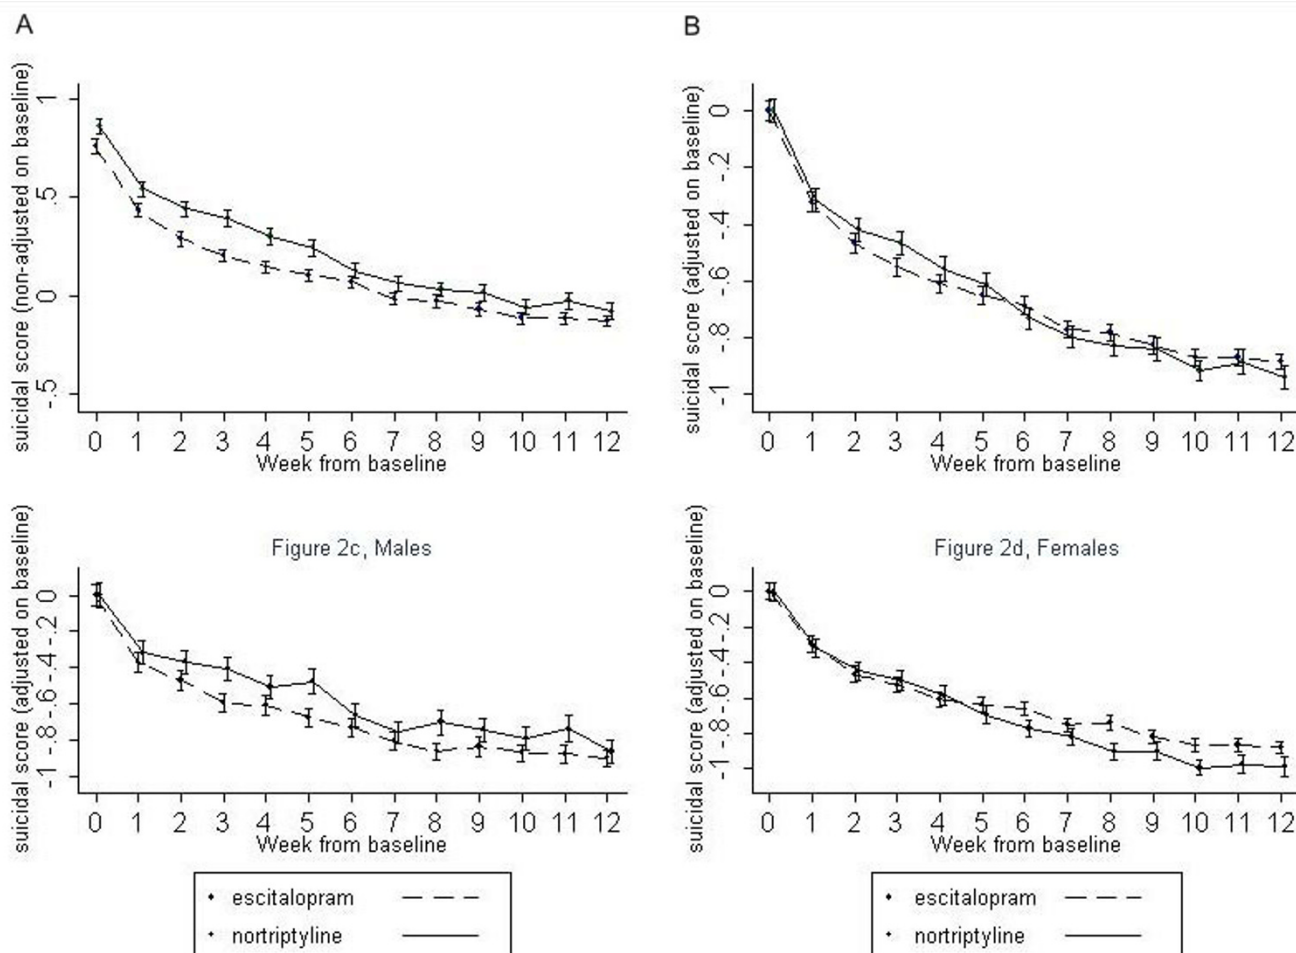 A
B
suicidal score (non-adjusted on baseline)
1
.5
0
-.5
0 1 2 3 4 5 6 7 8 9 10 11 12
Week from baseline
suicidal score (adjusted on baseline)
0
-.2
-.4
-.6
-.8
-1
0 1 2 3 4 5 6 7 8 9 10 11 12
Week from baseline
Figure 2c, Males
suicidal score (adjusted on baseline)
0
-.2
-.4
-.6
-.8
-1
0 1 2 3 4 5 6 7 8 9 10 11 12
Week from baseline
escitalopram
nortriptyline
Figure 2d, Females
suicidal score (adjusted on baseline)
0
-.2
-.4
-.6
-.8
-1
0 1 2 3 4 5 6 7 8 9 10 11 12
Week from baseline
escitalopram
nortriptyline